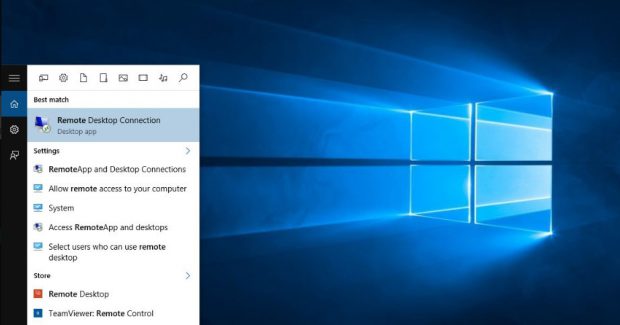 Best match
Remote Desktop Connection
Desktop app
Settings
RemoteApp and Desktop Connections
Allow remote access to your computer
System
Access RemoteApp and desktops
Select users who can use remote
desktop
Store
Remote Desktop
TeamViewer: Remote Control